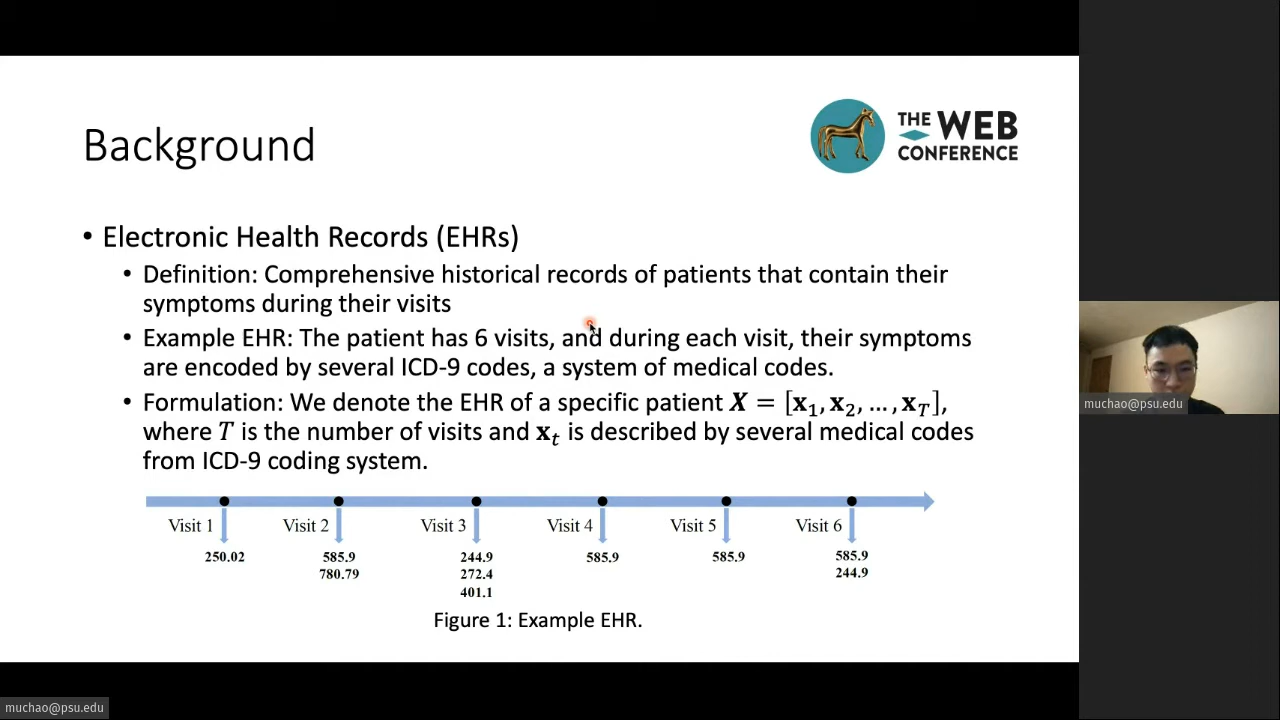 Background
THE WEB
CONFERENCE
• Electronic Health Records (EHRs)
• Definition: Comprehensive historical records of patients that contain their
symptoms during their visits
• Example EHR: The patient has 6 visits, and during each visit, their symptoms
are encoded by several ICD-9 codes, a system of medical codes.
• Formulation: We denote the EHR of a specific patient 𝑿 = [𝐱₁, 𝐱₂, … , 𝐱_T],
where 𝑇 is the number of visits and 𝐱ₜ is described by several medical codes
from ICD-9 coding system.
Visit 1 Visit 2 Visit 3 Visit 4 Visit 5 Visit 6
250.02 585.9 244.9 585.9 585.9 585.9
780.79 272.4 244.9
401.1
Figure 1: Example EHR.
muchao@psu.edu
muchao@psu.edu